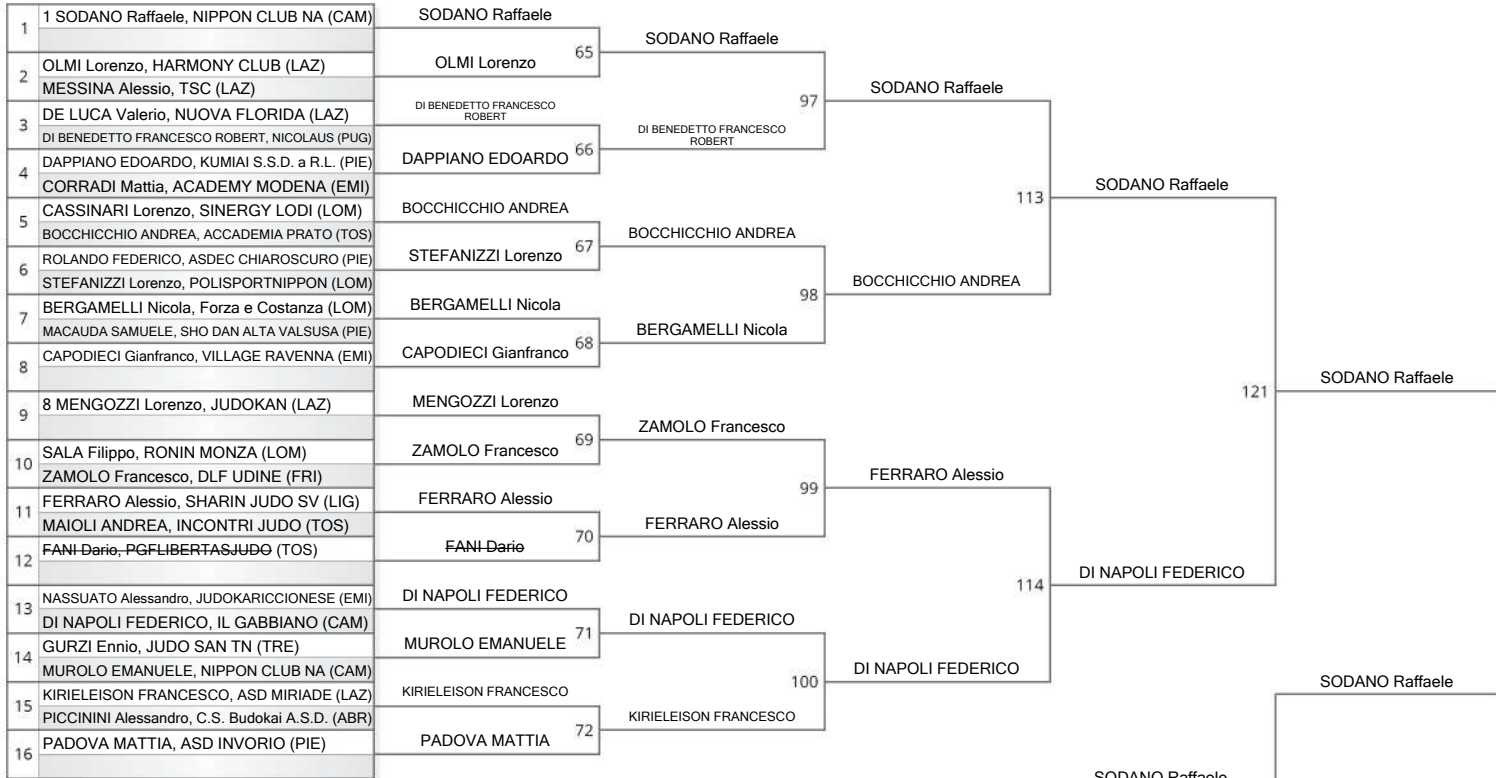 1
1 SODANO Raffaele, NIPPON CLUB NA (CAM)
2
OLMI Lorenzo, HARMONY CLUB (LAZ)
MESSINA Alessio, TSC (LAZ)
3
DE LUCA Valerio, NUOVA FLORIDA (LAZ)
DI BENEDETTO FRANCESCO ROBERT, NICOLAUS (PUG)
4
DAPPIANO EDOARDO, KUMIAI S.S.D. a R.L. (PIE)
CORRADI Mattia, ACADEMY MODENA (EMI)
5
CASSINARI Lorenzo, SINERGY LODI (LOM)
BOCCHICCHIO ANDREA, ACCADEMIA PRATO (TOS)
6
ROLANDO FEDERICO, ASDEC CHIAROSCURO (PIE)
STEFANIZZI Lorenzo, POLISPORTNIPPON (LOM)
7
BERGAMELLI Nicola, Forza e Costanza (LOM)
MACAUDA SAMUELE, SHO DAN ALTA VALSUSA (PIE)
8
CAPODIECI Gianfranco, VILLAGE RAVENNA (EMI)
9
8 MENGOZZI Lorenzo, JUDOKAN (LAZ)
10
SALA Filippo, RONIN MONZA (LOM)
ZAMOLO Francesco, DLF UDINE (FRI)
11
FERRARO Alessio, SHARIN JUDO SV (LIG)
MAIOLI ANDREA, INCONTRI JUDO (TOS)
12
FANI Dario, PGFLIBERTASJUDO (TOS)
13
NASSUATO Alessandro, JUDOKARICCIONESE (EMI)
DI NAPOLI FEDERICO, IL GABBIANO (CAM)
14
GURZI Ennio, JUDO SAN TN (TRE)
MUROLO EMANUELE, NIPPON CLUB NA (CAM)
15
KIRIELEISON FRANCESCO, ASD MIRIADE (LAZ)
PICCININI Alessandro, C.S. Budokai A.S.D. (ABR)
16
PADOVA MATTIA, ASD INVORIO (PIE)
SODANO Raffaele
65
OLMI Lorenzo
DI BENEDETTO FRANCESCO
ROBERT
66
DAPPIANO EDOARDO
BOCCHICCHIO ANDREA
67
STEFANIZZI Lorenzo
BERGAMELLI Nicola
68
CAPODIECI Gianfranco
MENGOZZI Lorenzo
69
ZAMOLO Francesco
FERRARO Alessio
70
FANI Dario
DI NAPOLI FEDERICO
71
MUROLO EMANUELE
KIRIELEISON FRANCESCO
72
PADOVA MATTIA
SODANO Raffaele
97
DI BENEDETTO FRANCESCO
ROBERT
BOCCHICCHIO ANDREA
98
BERGAMELLI Nicola
ZAMOLO Francesco
99
FERRARO Alessio
DI NAPOLI FEDERICO
100
KIRIELEISON FRANCESCO
SODANO Raffaele
113
BOCCHICCHIO ANDREA
FERRARO Alessio
114
DI NAPOLI FEDERICO
SODANO Raffaele
121
DI NAPOLI FEDERICO
SODANO Raffaele
SODANO Raffaele
SODANO Raffaele